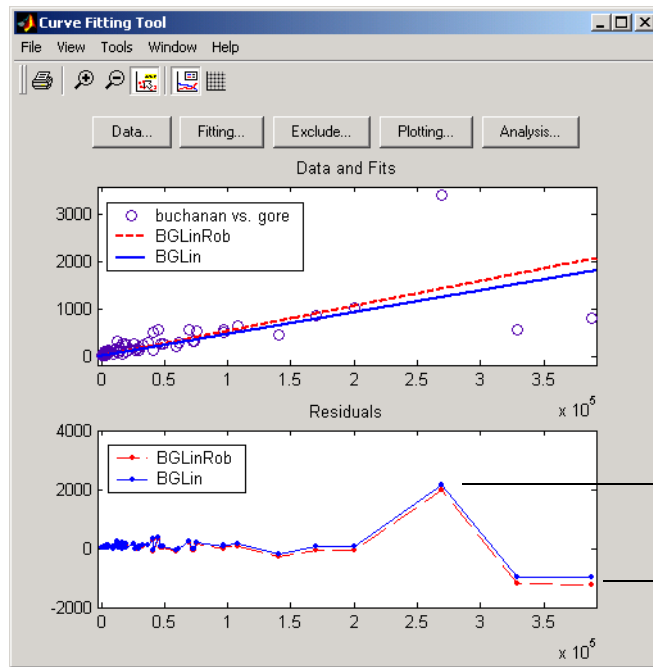 Curve Fitting Tool
File View Tools Window Help
Data... Fitting... Exclude... Plotting... Analysis...
Data and Fits
3000
2000
1000
0
buchanan vs. gore
BGLinRob
BGLin
0 0.5 1 1.5 2 2.5 3 3.5
x 10^5
Residuals
4000
2000
0
-2000
BGLinRob
BGLin
0 0.5 1 1.5 2 2.5 3 3.5
x 10^5